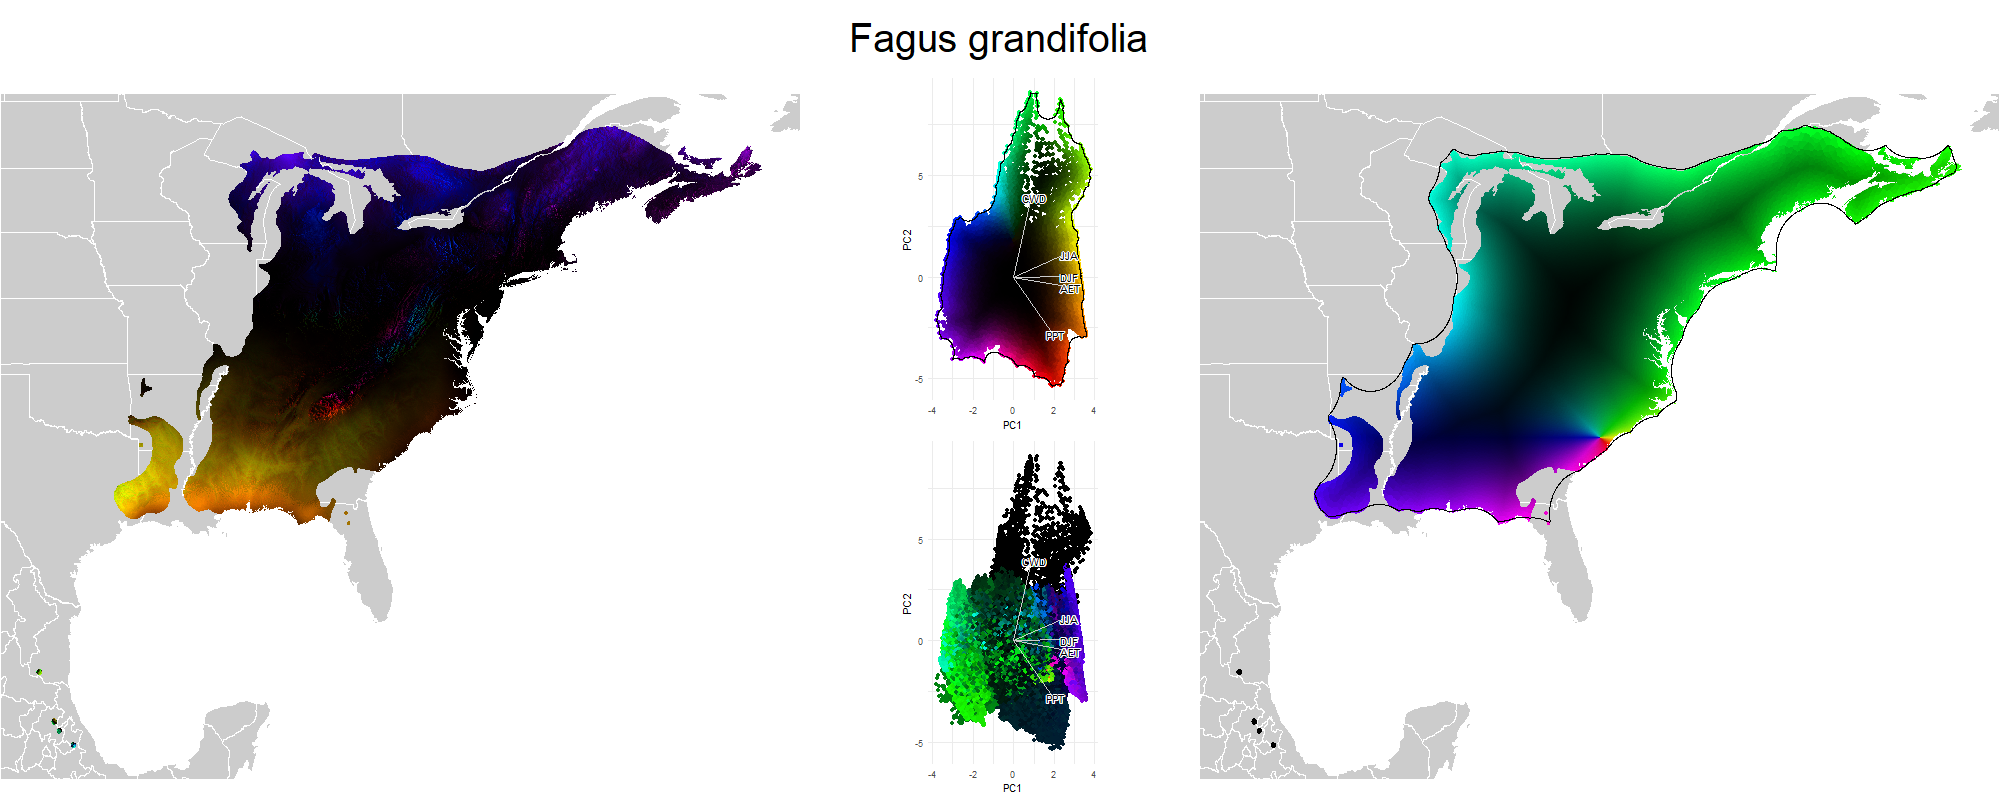 Fagus grandifolia
PC2
5
0
-5
CWD
JJA
DJF
AET
PPT
-4 -2 0 2 4
PC1
PC2
5
0
-5
CWD
JJA
DJF
AET
PPT
-4 -2 0 2 4
PC1